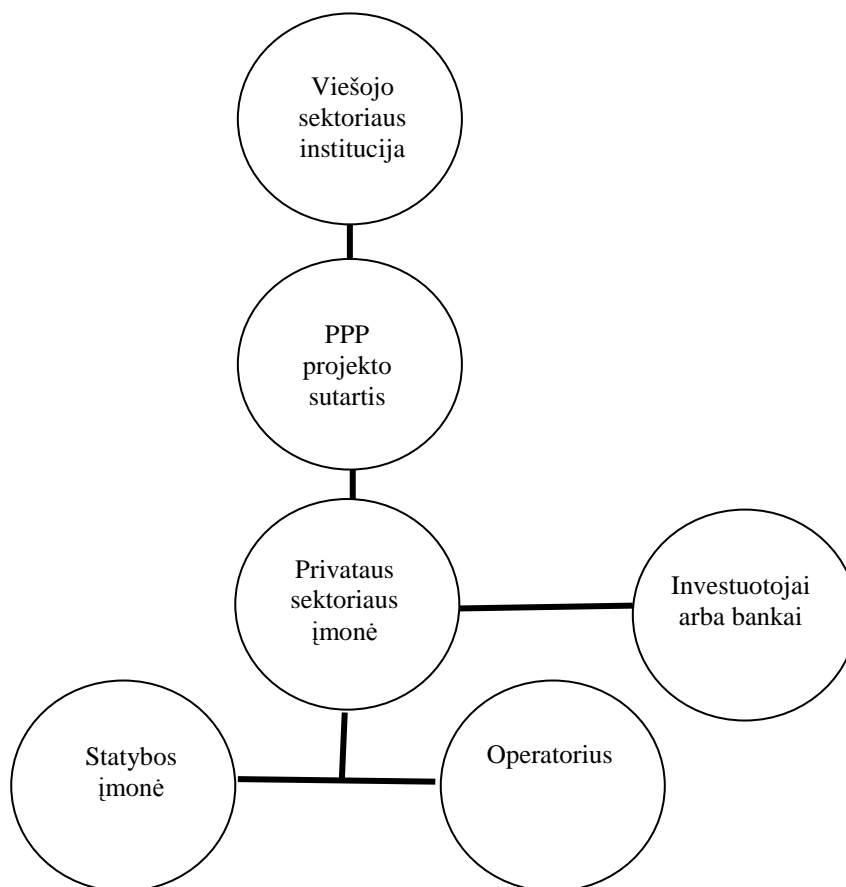 Viešojo
sektoriaus
institucija
PPP
projekto
sutartis
Privataus
sektoriaus
įmonė
Investuotojai
arba bankai
Statybos
įmonė
Operatorius